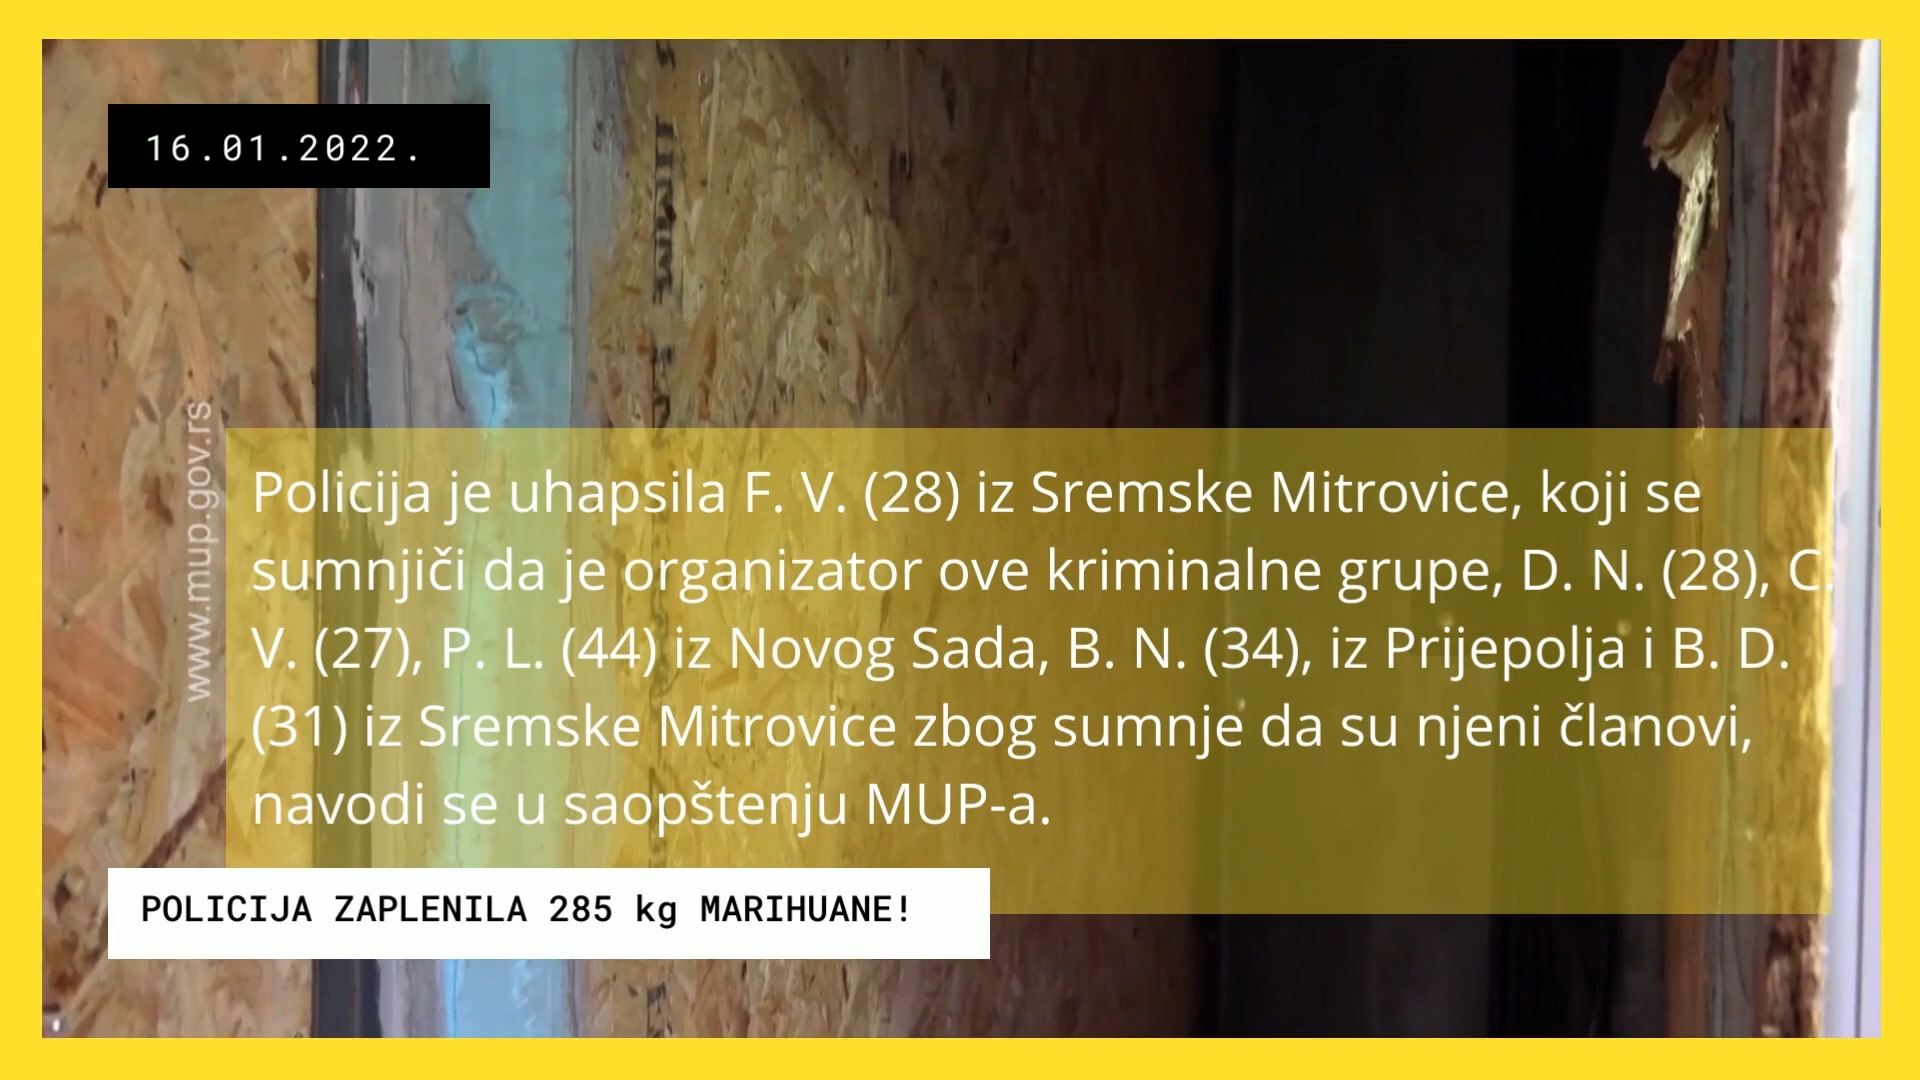 16.01.2022.
www.mup.gov.rs
Policija je uhapsila F. V. (28) iz Sremske Mitrovice, koji se
sumnjiči da je organizator ove kriminalne grupe, D. N. (28), C.
V. (27), P. L. (44) iz Novog Sada, B. N. (34), iz Prijepolja i B. D.
(31) iz Sremske Mitrovice zbog sumnje da su njeni članovi,
navodi se u saopštenju MUP-a.
POLICIJA ZAPLENILA 285 kg MARIHUANE!